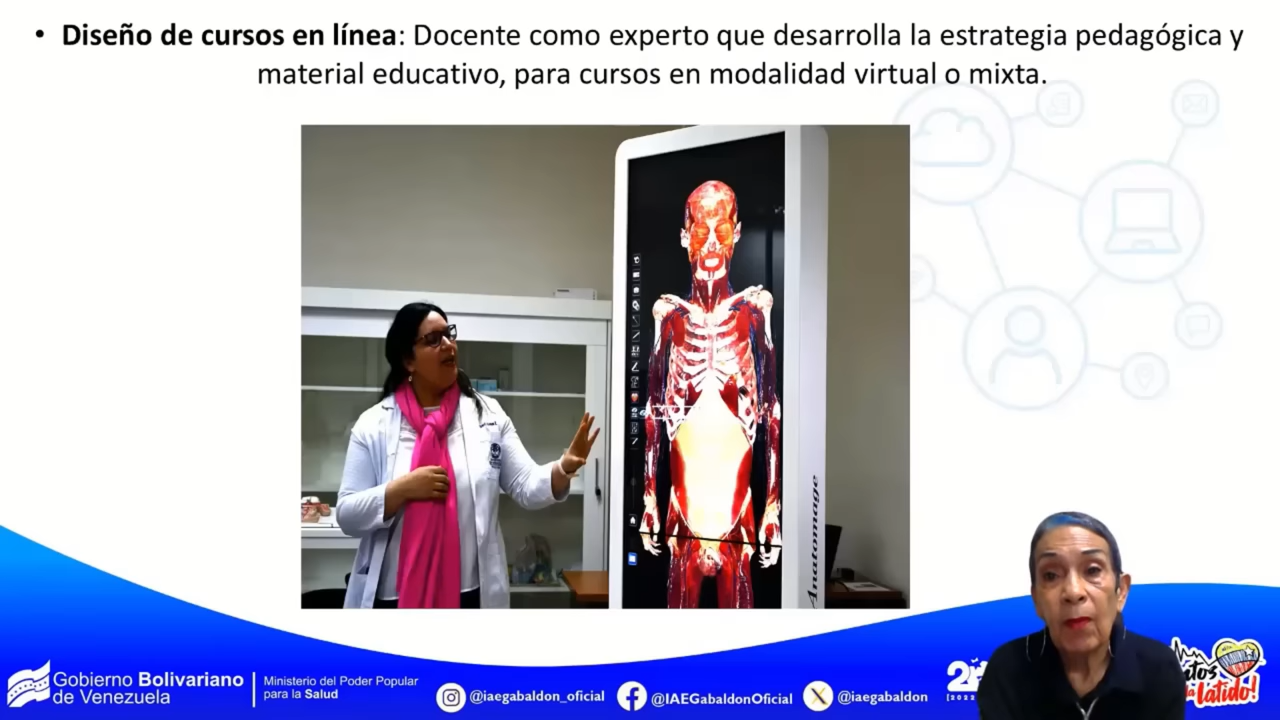 • Diseño de cursos en línea: Docente como experto que desarrolla la estrategia pedagógica y
material educativo, para cursos en modalidad virtual o mixta.
Anatomage
Gobierno Bolivariano
de Venezuela
Ministerio del Poder Popular
para la Salud
@iaegabaldon_oficial
@IAEGabaldonOficial
@iaegabaldon
latido!